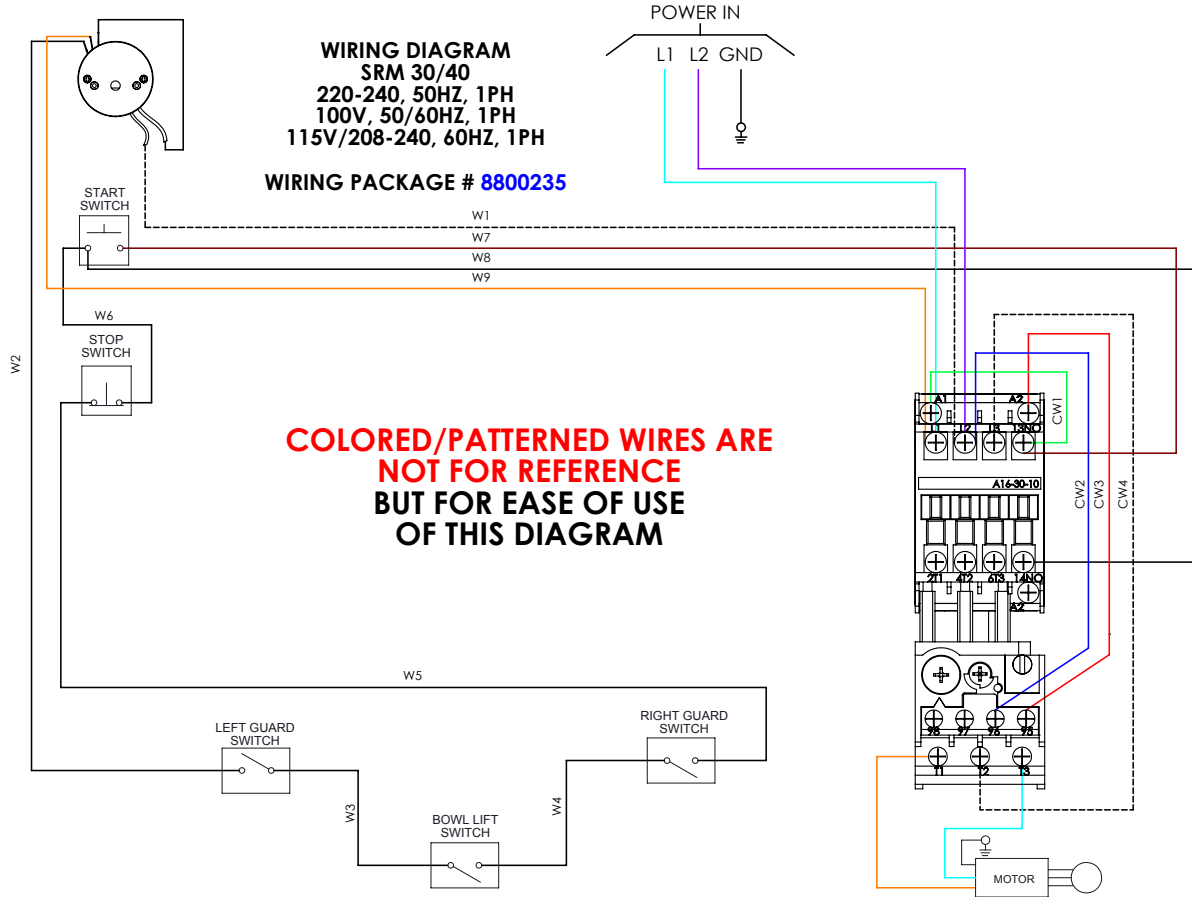 POWER IN
L1 L2 GND
WIRING DIAGRAM
SRM 30/40
220-240, 50HZ, 1PH
100V, 50/60HZ, 1PH
115V/208-240, 60HZ, 1PH
WIRING PACKAGE # 8800235
START
SWITCH
W1
W7
W8
W9
W6
STOP
SWITCH
W2
COLORED/PATTERNED WIRES ARE
NOT FOR REFERENCE
BUT FOR EASE OF USE
OF THIS DIAGRAM
A1 A2
L1 L2 L3 13NO
CW1
A16-30-10
CW2
CW3
CW4
2T1 4T2 6T3 14NO
A2
W5
98 97 96 95
T1 T2 T3
LEFT GUARD
SWITCH
RIGHT GUARD
SWITCH
W3
W4
BOWL LIFT
SWITCH
MOTOR